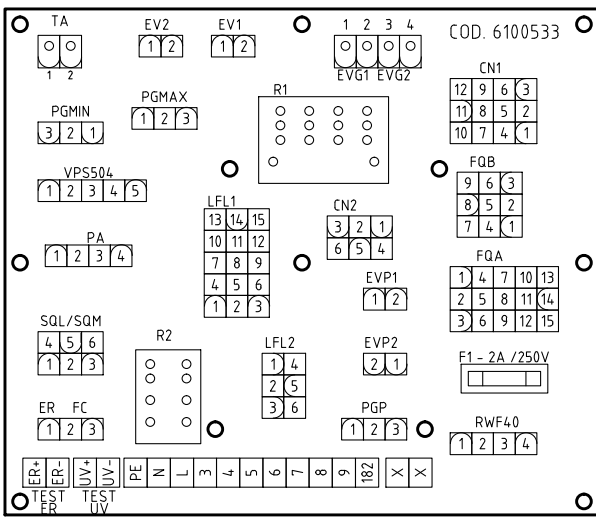 TA
EV2
EV1
1 2 3 4
COD. 6100533
1 2
1 2
1 2
EVG1 EVG2
CN1
12 9 6 3
11 8 5 2
10 7 4 1
PGMIN
3 2 1
PGMAX
1 2 3
R1
VPS504
1 2 3 4 5
FQB
9 6 3
8 5 2
7 4 1
LFL1
13 14 15
10 11 12
7 8 9
4 5 6
1 2 3
CN2
3 2 1
6 5 4
PA
1 2 3 4
FQA
1 4 7 10 13
2 5 8 11 14
3 6 9 12 15
EVP1
1 2
SQL/SQM
4 5 6
1 2 3
R2
LFL2
1 4
2 5
3 6
EVP2
2 1
F1-2A /250V
ER FC
1 2 3
PGP
1 2 3
RWF40
1 2 3 4
ER+ ER- UV+ UV- PE N L 3 4 5 6 7 8 9 182 X X
TEST TEST
ER UV